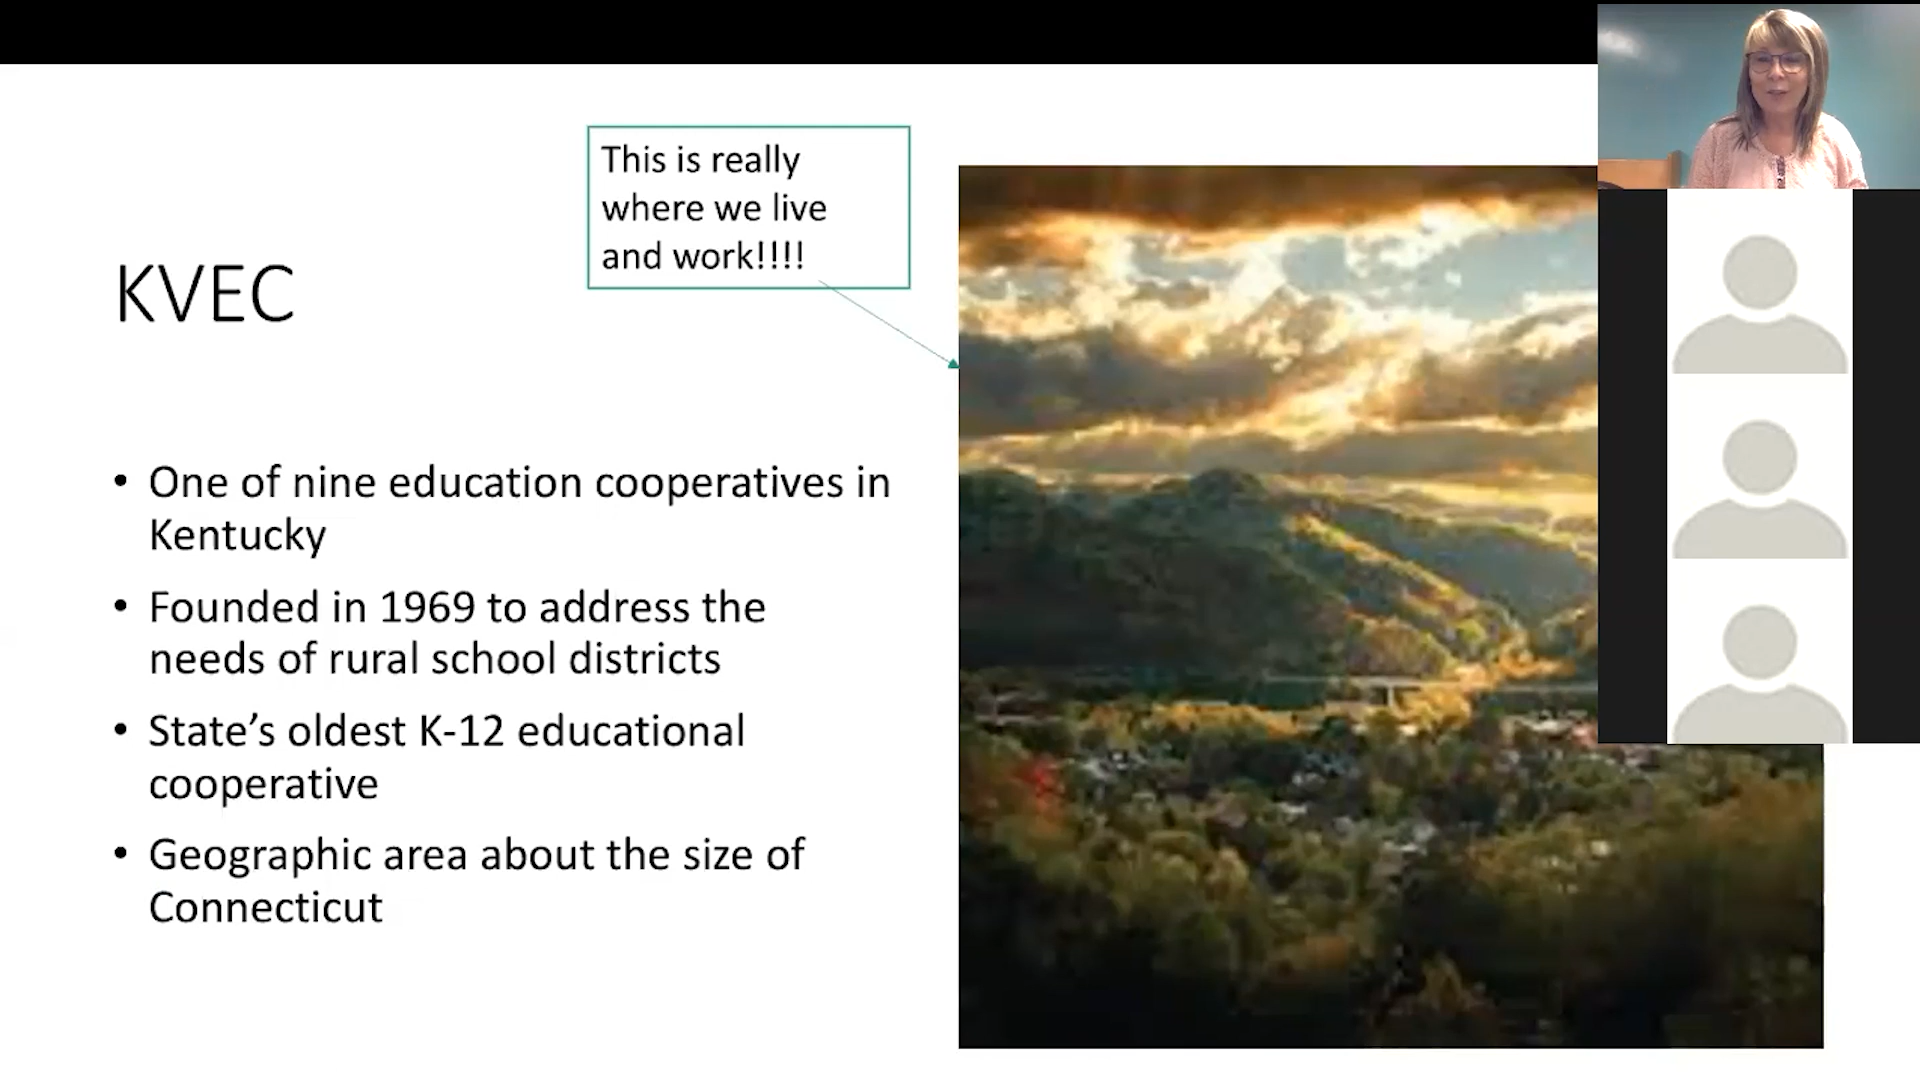 This is really
where we live
and work!!!!
KVEC
• One of nine education cooperatives in
Kentucky
• Founded in 1969 to address the
needs of rural school districts
• State’s oldest K-12 educational
cooperative
• Geographic area about the size of
Connecticut